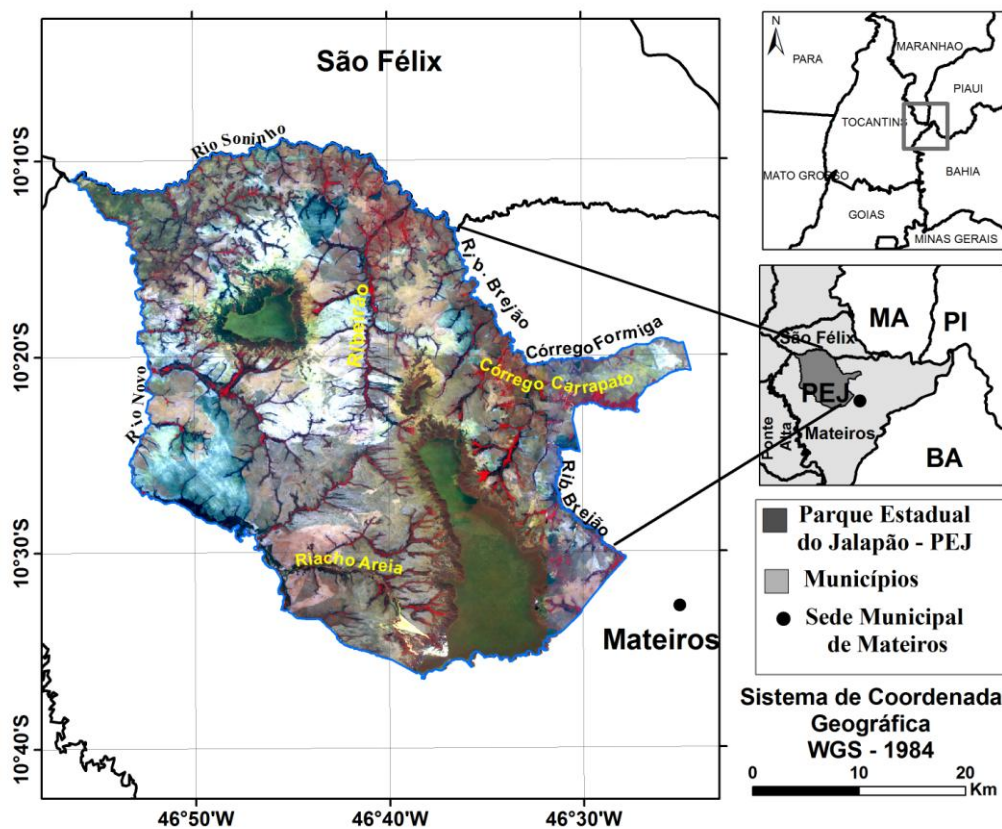 São Félix
Rio Soninho
Rib. Brejão
Córrego Formiga
Córrego Carrapato
Ribeirão
Rio Novo
Rib. Brejão
Riacho Areia
Mateiros
10°10'S
10°20'S
10°30'S
10°40'S
46°50'W
46°40'W
46°30'W
N
PARA
MARANHAO
PIAUI
TOCANTINS
MATO GROSSO
BAHIA
GOIAS
MINAS GERAIS
São Félix
MA
PI
PEJ
Ponte
Alta
Mateiros
BA
Parque Estadual
do Jalapão - PEJ
Municípios
Sede Municipal
de Mateiros
Sistema de Coordenada
Geográfica
WGS - 1984
0 10 20
Km